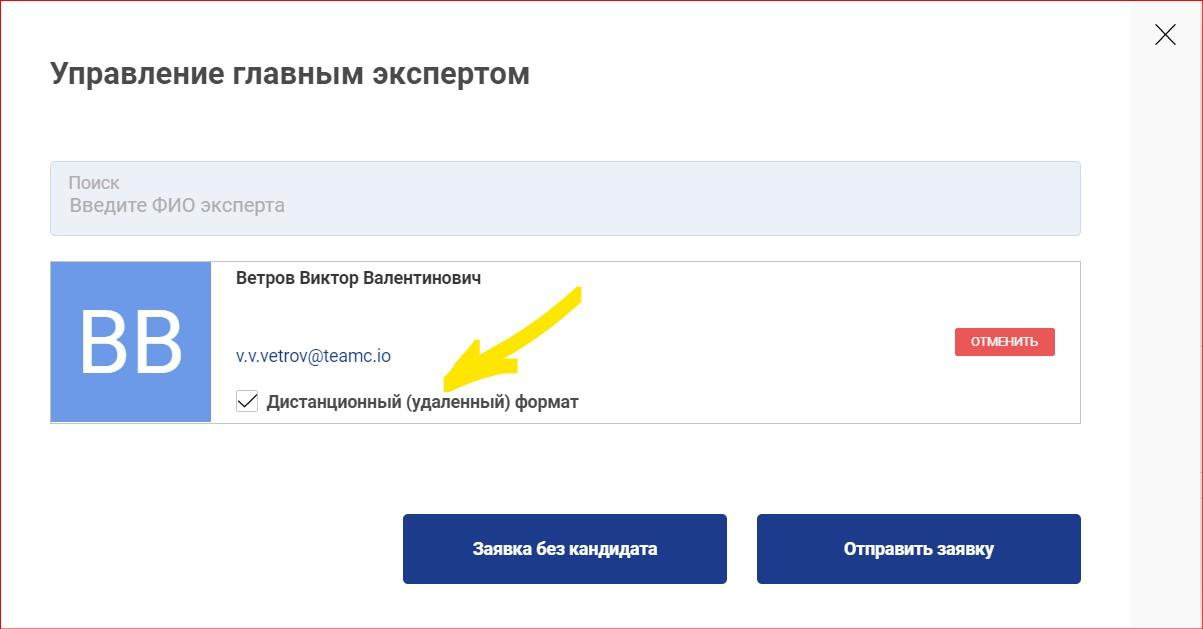 Управление главным экспертом
Поиск
Введите ФИО эксперта
ВВ
Ветров Виктор Валентинович
v.v.vetrov@teamc.io
ОТМЕНИТЬ
Дистанционный (удаленный) формат
Заявка без кандидата
Отправить заявку